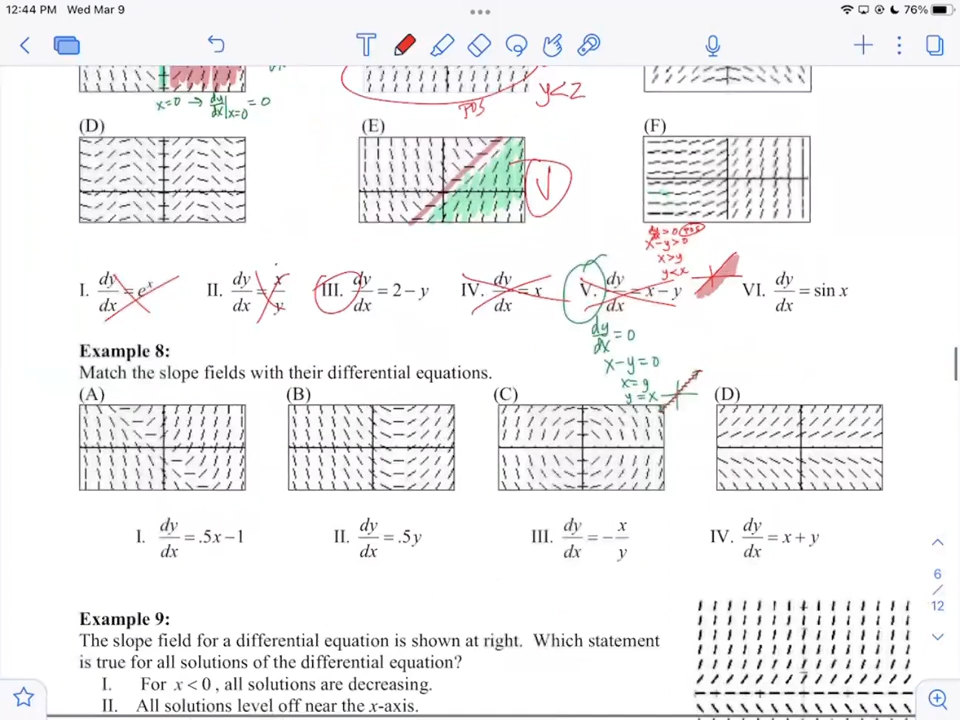 12:44 PM Mon Mar 9
76%
x=0 → dy/dx|x=0 = 0
POS
y<2
(D)
(E)
(F)
V
dy/dx > 0 POS
x-y>0
x>y
y<x
I. dy/dx = e^x
II. dy/dx = x/y
III. dy/dx = 2 − y
IV. dy/dx = x
V. dy/dx = x − y
VI. dy/dx = sin x
dy/dx = 0
x-y=0
x=y
y=x
Example 8:
Match the slope fields with their differential equations.
(A)
(B)
(C)
(D)
I. dy/dx = .5x − 1
II. dy/dx = .5y
III. dy/dx = − x/y
IV. dy/dx = x + y
6
/
12
Example 9:
The slope field for a differential equation is shown at right. Which statement
is true for all solutions of the differential equation?
I. For x < 0, all solutions are decreasing.
II. All solutions level off near the x-axis.